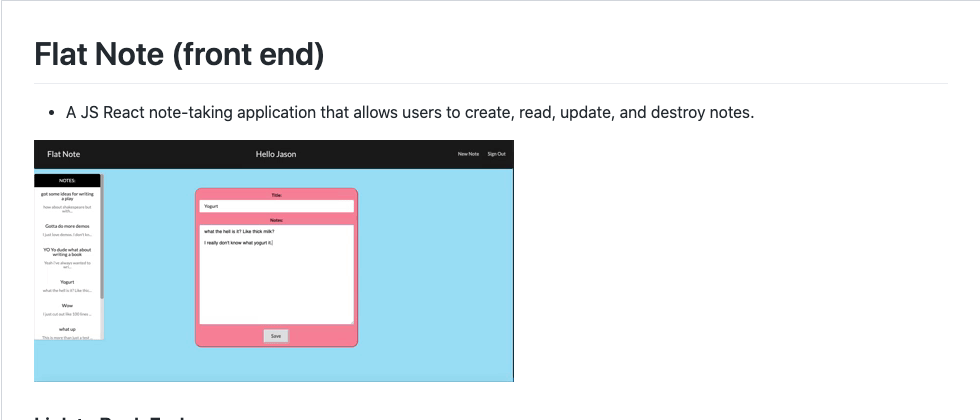 Flat Note (front end)
• A JS React note-taking application that allows users to create, read, update, and destroy notes.
Flat Note
Hello Jason
New Note
Sign Out
NOTES:
got some ideas for writing
a play
how about shakespeare but
with...
Gotta do more demos
I just love demos. I don't to...
YO Yo dude what about
writing a book
Yeah I've always wanted to
wri...
Yogurt
what the hell is it? Like thic...
Wow
I just cut out like 100 lines ...
what up
This is more than just a test ...
Title:
Yogurt
Notes:
what the hell is it? Like thick milk?
I really don't know what yogurt it.
Save